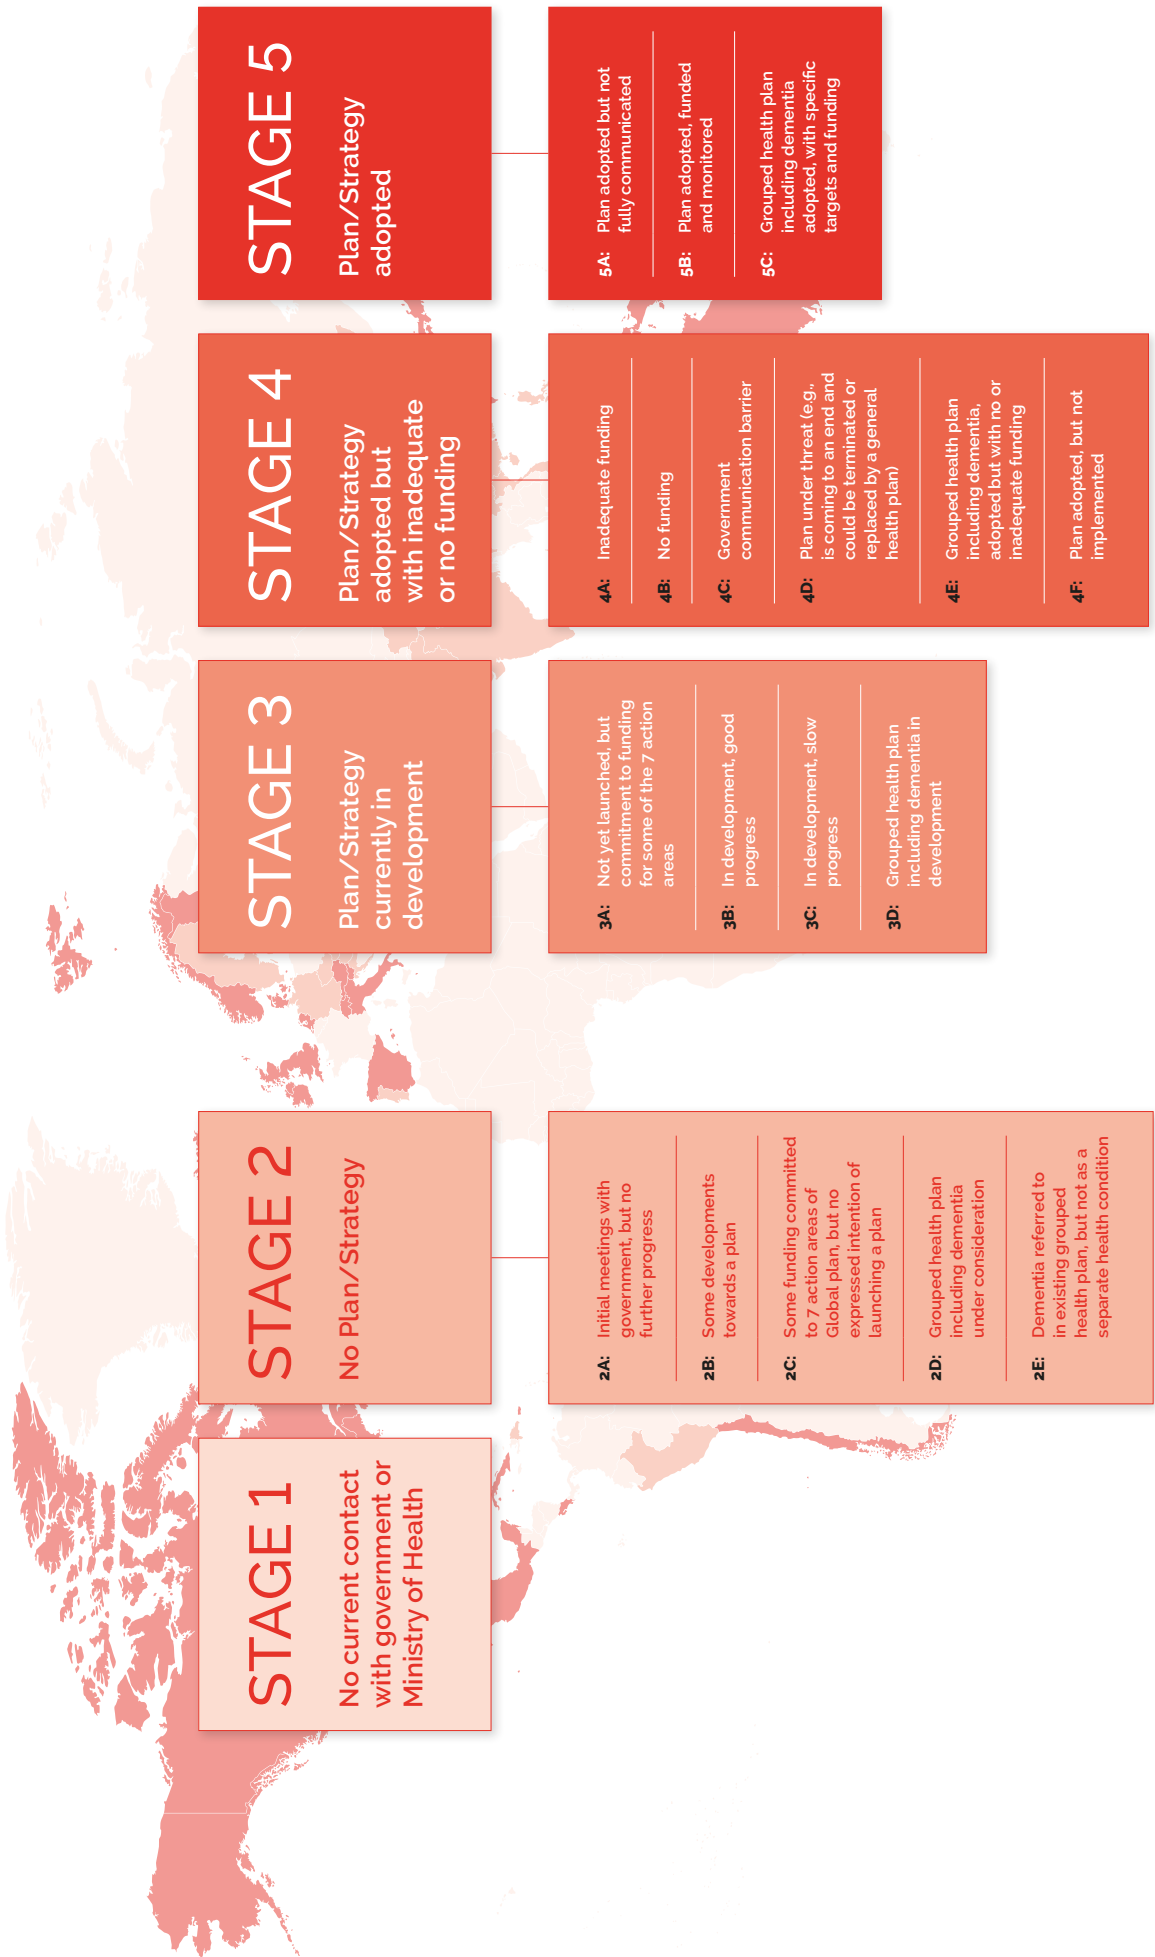 STAGE 1
No current contact
with government or
Ministry of Health
STAGE 2
No Plan/Strategy
2A: Initial meetings with
government, but no
further progress
2B: Some developments
towards a plan
2C: Some funding committed
to 7 action areas of
Global plan, but no
expressed intention of
launching a plan
2D: Grouped health plan
including dementia
under consideration
2E: Dementia referred to
in existing grouped
health plan, but not as a
separate health condition
STAGE 3
Plan/Strategy
currently in
development
3A: Not yet launched, but
commitment to funding
for some of the 7 action
areas
3B: In development, good
progress
3C: In development, slow
progress
3D: Grouped health plan
including dementia in
development
STAGE 4
Plan/Strategy
adopted but
with inadequate
or no funding
4A: Inadequate funding
4B: No funding
4C: Government
communication barrier
4D: Plan under threat (e.g.,
is coming to an end and
could be terminated or
replaced by a general
health plan)
4E: Grouped health plan
including dementia,
adopted but with no or
inadequate funding
4F: Plan adopted, but not
implemented
STAGE 5
Plan/Strategy
adopted
5A: Plan adopted but not
fully communicated
5B: Plan adopted, funded
and monitored
5C: Grouped health plan
including dementia
adopted, with specific
targets and funding